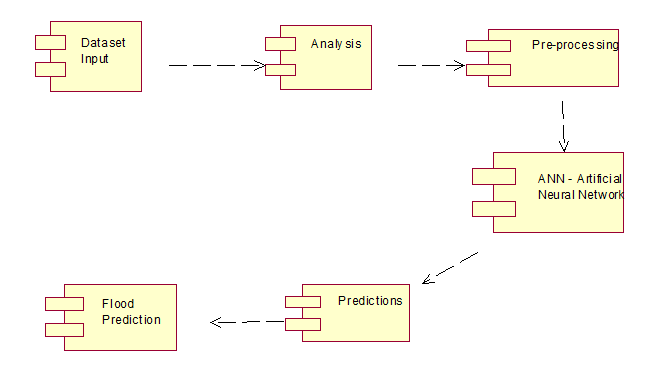 Dataset
Input
Analysis
Pre-processing
ANN - Artificial
Neural Network
Flood
Prediction
Predictions